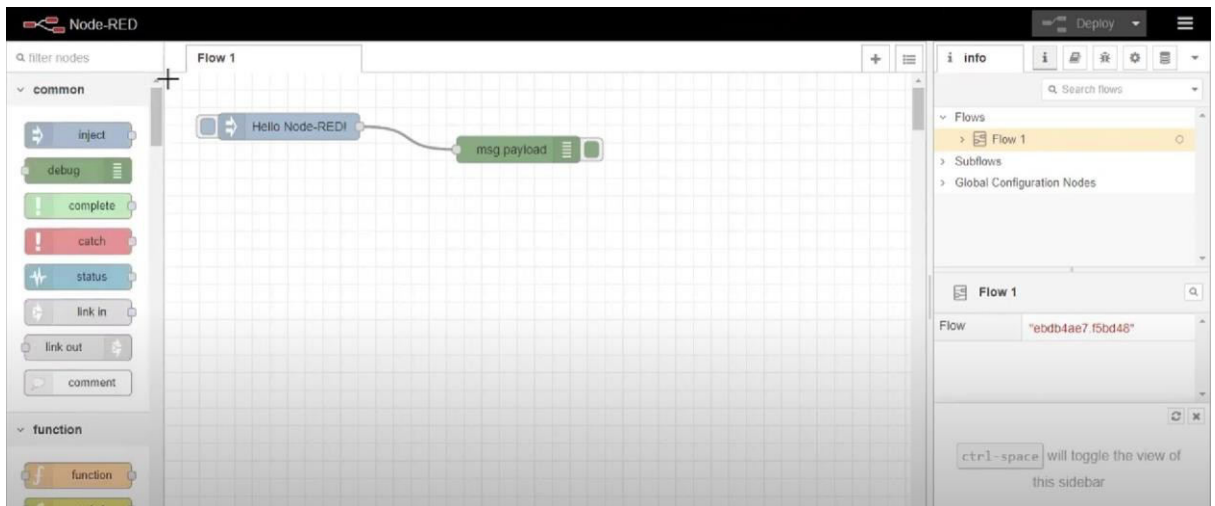 Node-RED
Deploy
filter nodes
Flow 1
i info
i
common
Search flows
inject
Hello Node-RED!
msg.payload
debug
complete
catch
status
link in
link out
comment
function
function
Flows
Flow 1
Subflows
Global Configuration Nodes
Flow 1
Flow "ebdb4ae7.f5bd48"
ctrl-space will toggle the view of
this sidebar